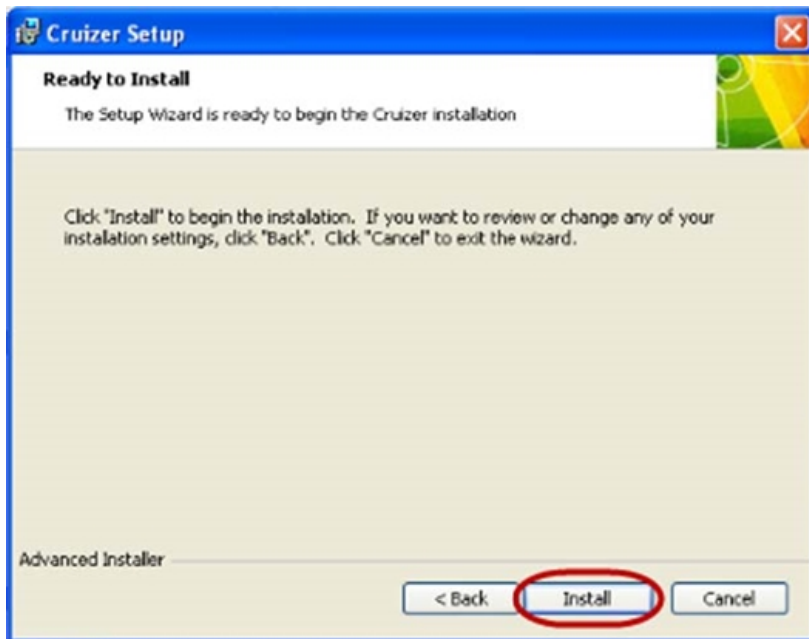 Cruizer Setup
Ready to Install
The Setup Wizard is ready to begin the Cruizer installation
Click "Install" to begin the installation. If you want to review or change any of your
installation settings, click "Back". Click "Cancel" to exit the wizard.
Advanced Installer
< Back Install Cancel